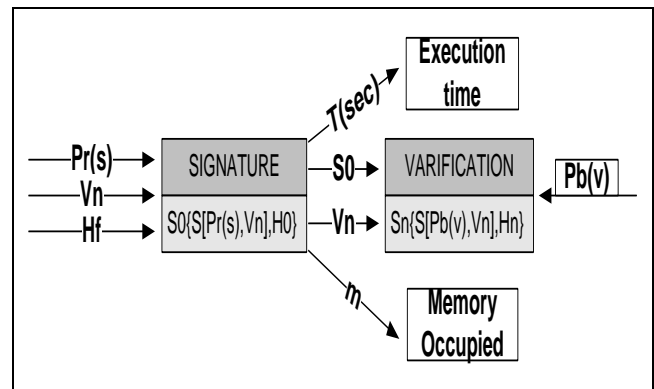 Execution
time
T(sec)
Pr(s)
SIGNATURE
S0
VARIFICATION
Pb(v)
Vn
Hf
S0{S[Pr(s),Vn],H0}
Vn
Sn{S[Pb(v),Vn],Hn}
m
Memory
Occupied